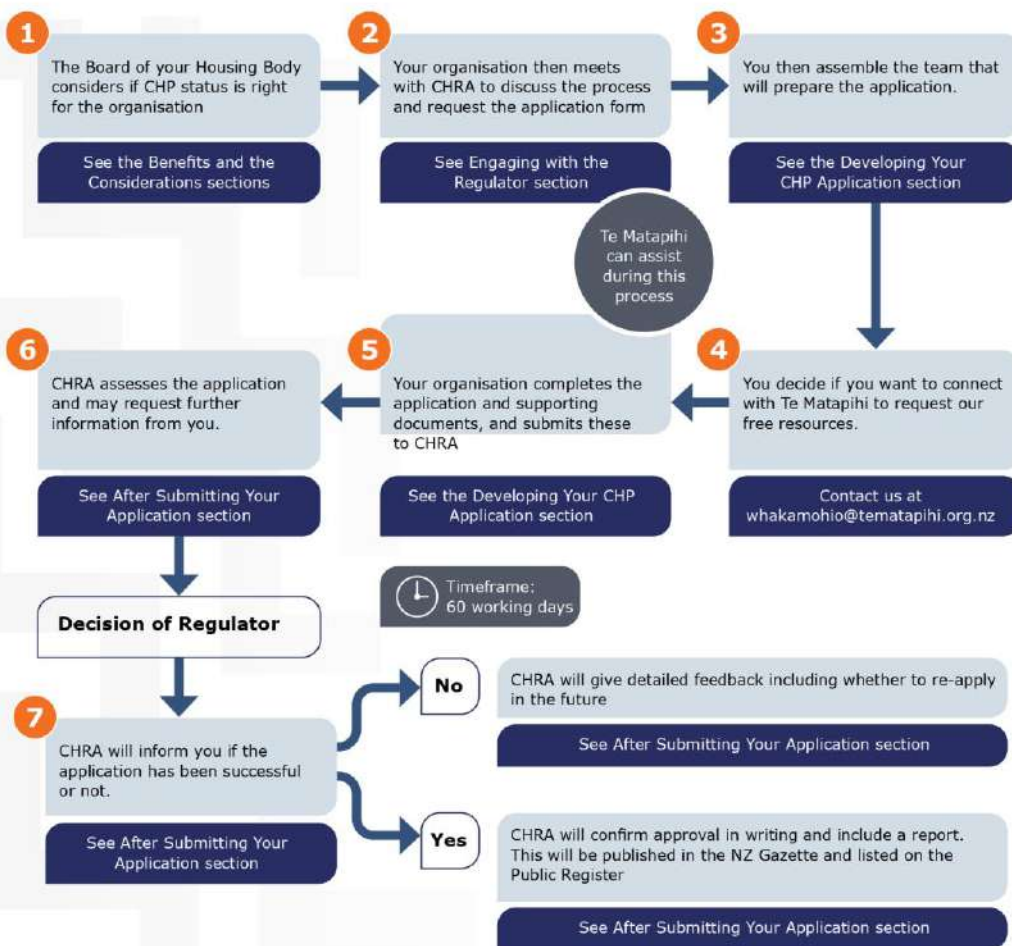 1
The Board of your Housing Body
considers if CHP status is right
for the organisation
See the Benefits and the
Considerations sections
2
Your organisation then meets
with CHRA to discuss the process
and request the application form
See Engaging with the
Regulator section
3
You then assemble the team that
will prepare the application.
See the Developing Your
CHP Application section
Te Matapihi
can assist
during this
process
4
You decide if you want to connect
with Te Matapihi to request our
free resources.
Contact us at
whakamohio@tematapihi.org.nz
5
Your organisation completes the
application and supporting
documents, and submits these
to CHRA
See the Developing Your CHP
Application section
6
CHRA assesses the application
and may request further
information from you.
See After Submitting Your
Application section
Timeframe:
60 working days
Decision of Regulator
7
CHRA will inform you if the
application has been successful
or not.
See After Submitting Your
Application section
No
CHRA will give detailed feedback including whether to re-apply
in the future
See After Submitting Your Application section
Yes
CHRA will confirm approval in writing and include a report.
This will be published in the NZ Gazette and listed on the
Public Register
See After Submitting Your Application section